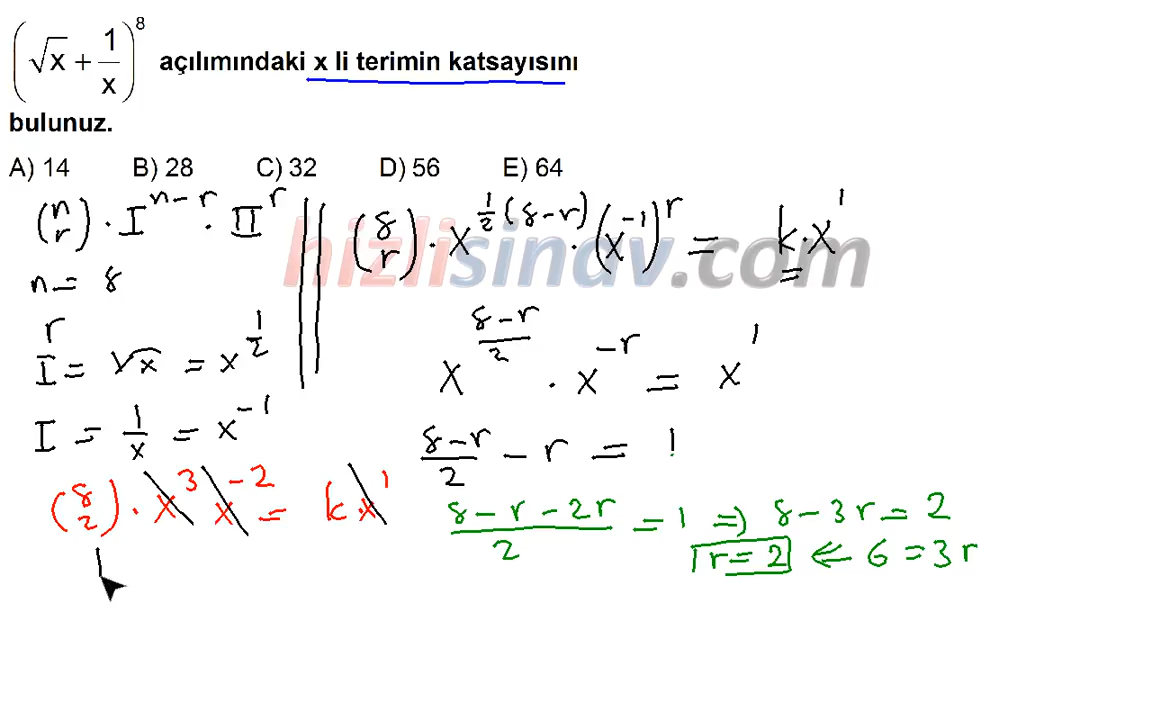 (√x + 1/x)^8 açılımındaki x li terimin katsayısını
bulunuz.
A) 14 B) 28 C) 32 D) 56 E) 64
(n r) · I^(n-r) · II^r
n = 8
r
I = √x = x^(1/2)
I = 1/x = x^(-1)
(8 2) · x^3 x^(-2) = k·x^1
(8 r) · x^(1/2(8-r)) · (x^(-1))^r = k·x^1
hizlisinav.com
x^((8-r)/2) · x^(-r) = x^1
(8-r)/2 - r = 1
(8-r-2r)/2 = 1 ⇒ 8-3r = 2
r = 2 ⇐ 6 = 3r